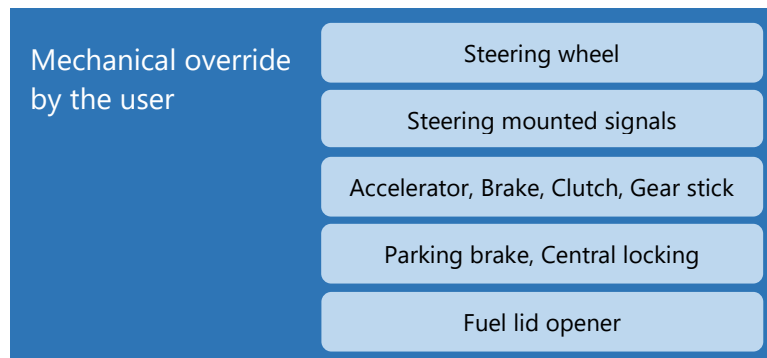 Mechanical override
by the user
Steering wheel
Steering mounted signals
Accelerator, Brake, Clutch, Gear stick
Parking brake, Central locking
Fuel lid opener